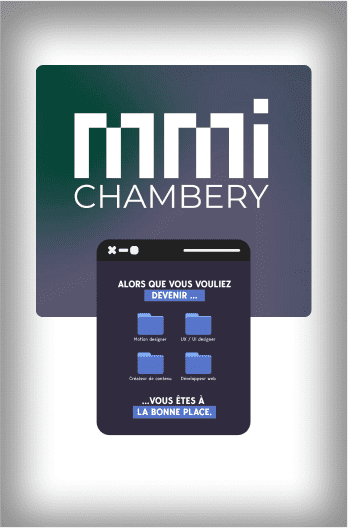 mmi
CHAMBERY
ALORS QUE VOUS VOULIEZ
DEVENIR ...
Motion designer
UX / UI designer
Créateur de contenu
Développeur web
...VOUS ÊTES À
LA BONNE PLACE.